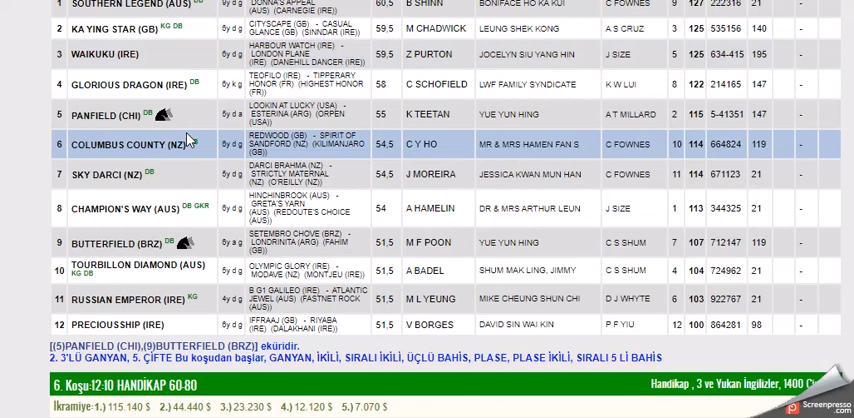 1 SOUTHERN LEGEND (AUS) DB 9y d g DONNA'S APPEAL (AUS) (CARNEGIE (IRE)) 60,5 B SHINN BONIFACE HO KA KUI C FOWNES 9 127 222316 21 -
2 KA YING STAR (GB) KG DB 6y d g CITYSCAPE (GB) - CASUAL GLANCE (GB) (SINNDAR (IRE)) 59,5 M CHADWICK LEUNG SHEK KONG A S CRUZ 3 125 535156 140 -
3 WAIKUKU (IRE) 6y d g HARBOUR WATCH (IRE) - LONDON PLANE (IRE) (DANEHILL DANCER (IRE)) 59,5 Z PURTON JOCELYN SIU YANG HIN J SIZE 5 125 634-415 195 -
4 GLORIOUS DRAGON (IRE) DB 6y k g TEOFILO (IRE) - TIPPERARY HONOR (FR) (HIGHEST HONOR (FR)) 58 C SCHOFIELD LWF FAMILY SYNDICATE K W LUI 8 122 214165 147 -
5 PANFIELD (CHI) DB 5y d a LOOKIN AT LUCKY (USA) - ESTERINA (ARG) (ORPEN (USA)) 55 K TEETAN YUE YUN HING A T MILLARD 2 115 5-41351 147 -
6 COLUMBUS COUNTY (NZ) 6y d g REDWOOD (GB) - SPIRIT OF SANDFORD (NZ) (KILIMANJARO (GB)) 54,5 C Y HO MR & MRS HAMEN FAN S C FOWNES 10 114 664824 119 -
7 SKY DARCI (NZ) DB 5y d g DARCI BRAHMA (NZ) - STRICTLY MATERNAL (NZ) (O'REILLY (NZ)) 54,5 J MOREIRA JESSICA KWAN MUN HAN C FOWNES 11 114 671123 21 -
8 CHAMPION'S WAY (AUS) DB GKR 6y d g HINCHINBROOK (AUS) - GRETA'S YARN (AUS) (REDOUTE'S CHOICE (AUS)) 54 A HAMELIN DR & MRS ARTHUR LEUN J SIZE 1 113 344325 21 -
9 BUTTERFIELD (BRZ) DB 6y a g SETEMBRO CHOVE (BRZ) - LONDRINITA (ARG) (FAHIM (GB)) 51,5 M F POON YUE YUN HING C S SHUM 7 107 712147 119 -
10 TOURBILLON DIAMOND (AUS) KG DB 5y d g OLYMPIC GLORY (IRE) - MODAVE (NZ) (MONTJEU (IRE)) 51,5 A BADEL SHUM MAK LING, JIMMY C S SHUM 4 104 724962 21 -
11 RUSSIAN EMPEROR (IRE) KG 4y d g B G1 GALILEO (IRE) - ATLANTIC JEWEL (AUS) (FASTNET ROCK (AUS)) 51,5 M L YEUNG MIKE CHEUNG SHUN CHI D J WHYTE 6 103 922767 21 -
12 PRECIOUSSHIP (IRE) 6y d g IFFRAAJ (GB) - RIYABA (IRE) (DALAKHANI (IRE)) 51,5 V BORGES DAVID SIN WAI KIN P F YIU 12 100 864281 98 -
[(5)PANFIELD (CHI),(9)BUTTERFIELD (BRZ)] eküridir.
2. 3'LÜ GANYAN, 5. ÇİFTE Bu koşudan başlar, GANYAN, İKİLİ, SIRALI İKİLİ, ÜÇLÜ BAHİS, PLASE, PLASE İKİLİ, SIRALI 5 Lİ BAHİS
6. Koşu:12:10 HANDİKAP 60-80 Handikap , 3 ve Yukarı İngilizler, 1400
İkramiye: 1.) 115.140 $ 2.) 44.440 $ 3.) 23.230 $ 4.) 12.120 $ 5.) 7.070 $
Screenpresso
.com